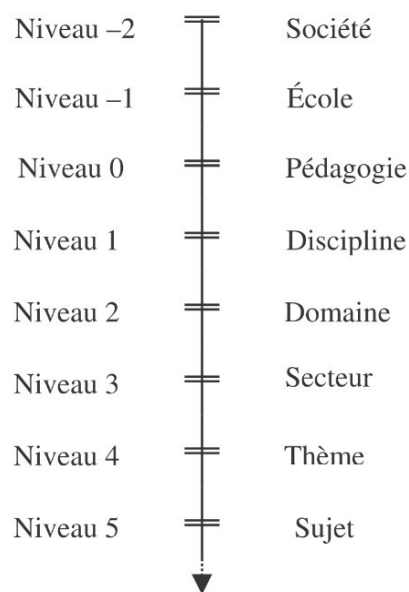 Niveau –2 Société
Niveau –1 École
Niveau 0 Pédagogie
Niveau 1 Discipline
Niveau 2 Domaine
Niveau 3 Secteur
Niveau 4 Thème
Niveau 5 Sujet